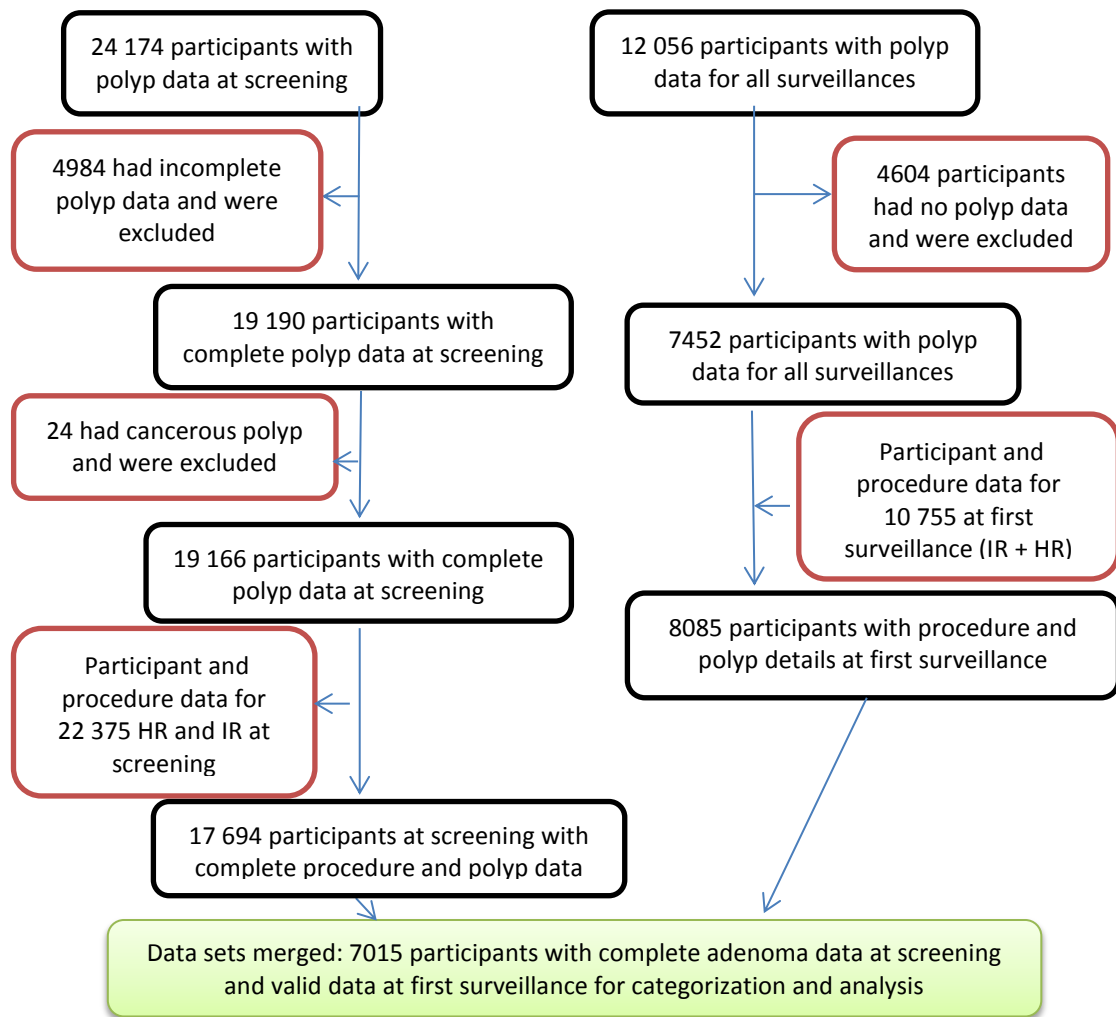 24 174 participants with
polyp data at screening
4984 had incomplete
polyp data and were
excluded
19 190 participants with
complete polyp data at screening
24 had cancerous polyp
and were excluded
19 166 participants with complete
polyp data at screening
Participant and
procedure data for
22 375 HR and IR at
screening
17 694 participants at screening with
complete procedure and polyp data
12 056 participants with polyp
data for all surveillances
4604 participants
had no polyp data
and were excluded
7452 participants with polyp
data for all surveillances
Participant and
procedure data for
10 755 at first
surveillance (IR + HR)
8085 participants with procedure and
polyp details at first surveillance
Data sets merged: 7015 participants with complete adenoma data at screening
and valid data at first surveillance for categorization and analysis